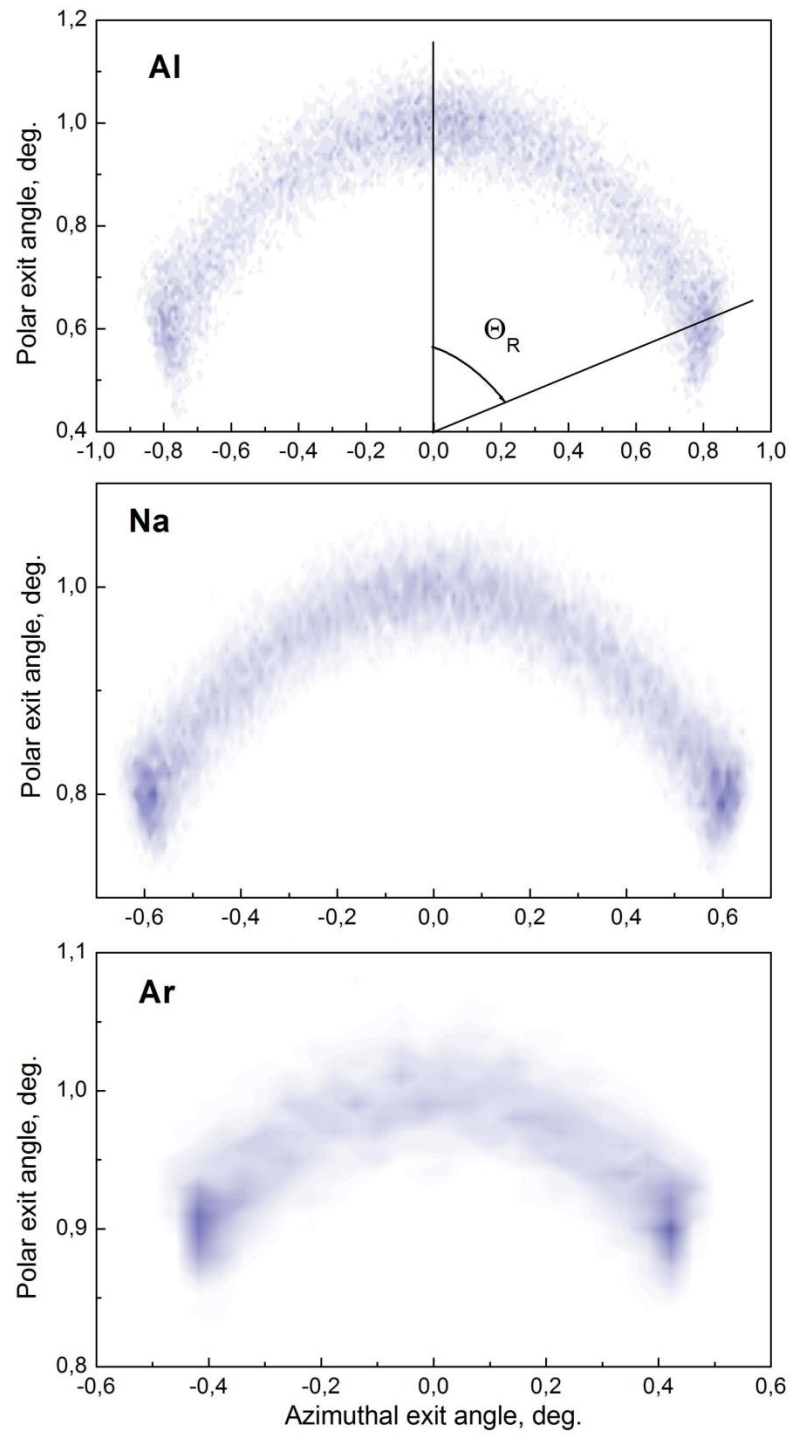 1,2
Al
1,0
Polar exit angle, deg.
0,8
0,6
Θ_R
0,4
-1,0 -0,8 -0,6 -0,4 -0,2 0,0 0,2 0,4 0,6 0,8 1,0
Na
1,0
Polar exit angle, deg.
0,8
-0,6 -0,4 -0,2 0,0 0,2 0,4 0,6
1,1
Ar
1,0
Polar exit angle, deg.
0,9
0,8
-0,6 -0,4 -0,2 0,0 0,2 0,4 0,6
Azimuthal exit angle, deg.